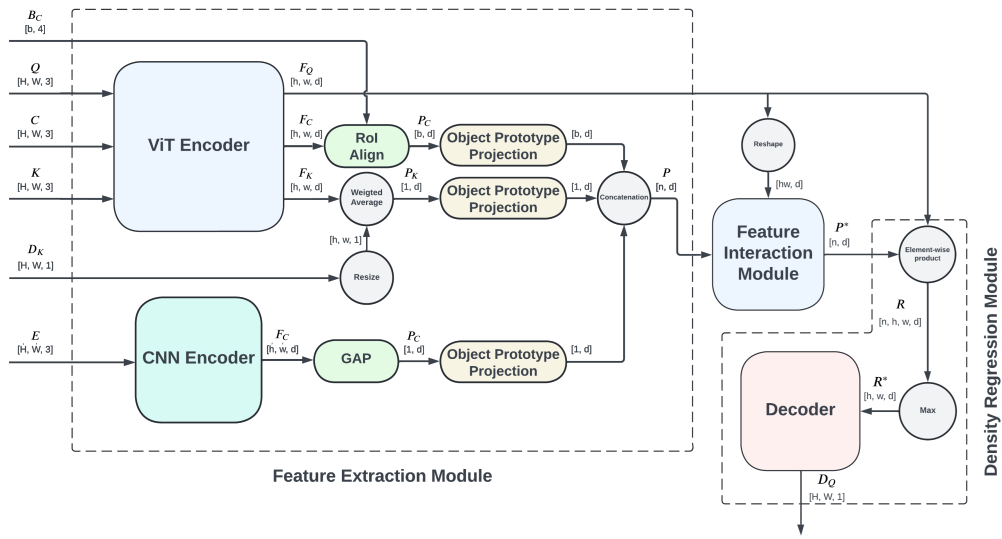 B_C
[b, 4]
Q
[H, W, 3]
C
[H, W, 3]
K
[H, W, 3]
D_K
[H, W, 1]
E
[Ḣ, Ẇ, 3]
ViT Encoder
F_Q
[h, w, d]
F_C
[h, w, d]
F_K
[h, w, d]
RoI
Align
P_C
[b, d]
Object Prototype
Projection
[b, d]
Weigted
Average
P_K
[1, d]
Object Prototype
Projection
[1, d]
Concatenation
P
[n, d]
[h, w, 1]
Resize
CNN Encoder
F_C
[ḣ, ẇ, d]
GAP
P_C
[1, d]
Object Prototype
Projection
[1, d]
Feature Extraction Module
Reshape
[hw, d]
Feature
Interaction
Module
P*
[n, d]
Element-wise
product
R
[n, h, w, d]
Max
R*
[h, w, d]
Decoder
D_Q
[H, W, 1]
Density Regression Module